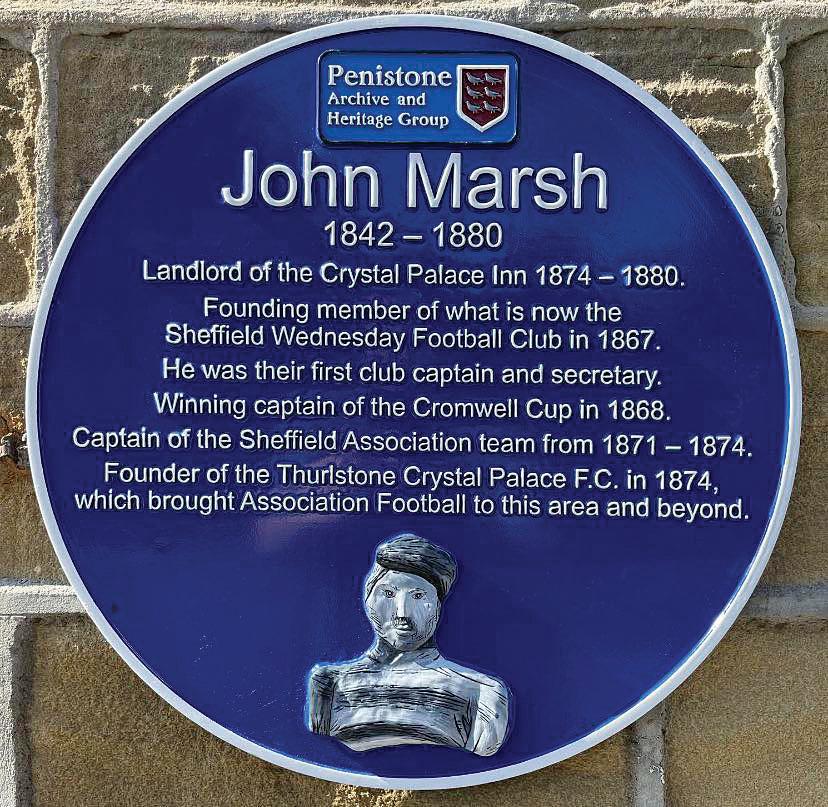 Penistone
Archive and
Heritage Group
John Marsh
1842 – 1880
Landlord of the Crystal Palace Inn 1874 – 1880.
Founding member of what is now the
Sheffield Wednesday Football Club in 1867.
He was their first club captain and secretary.
Winning captain of the Cromwell Cup in 1868.
Captain of the Sheffield Association team from 1871 – 1874.
Founder of the Thurlstone Crystal Palace F.C. in 1874,
which brought Association Football to this area and beyond.